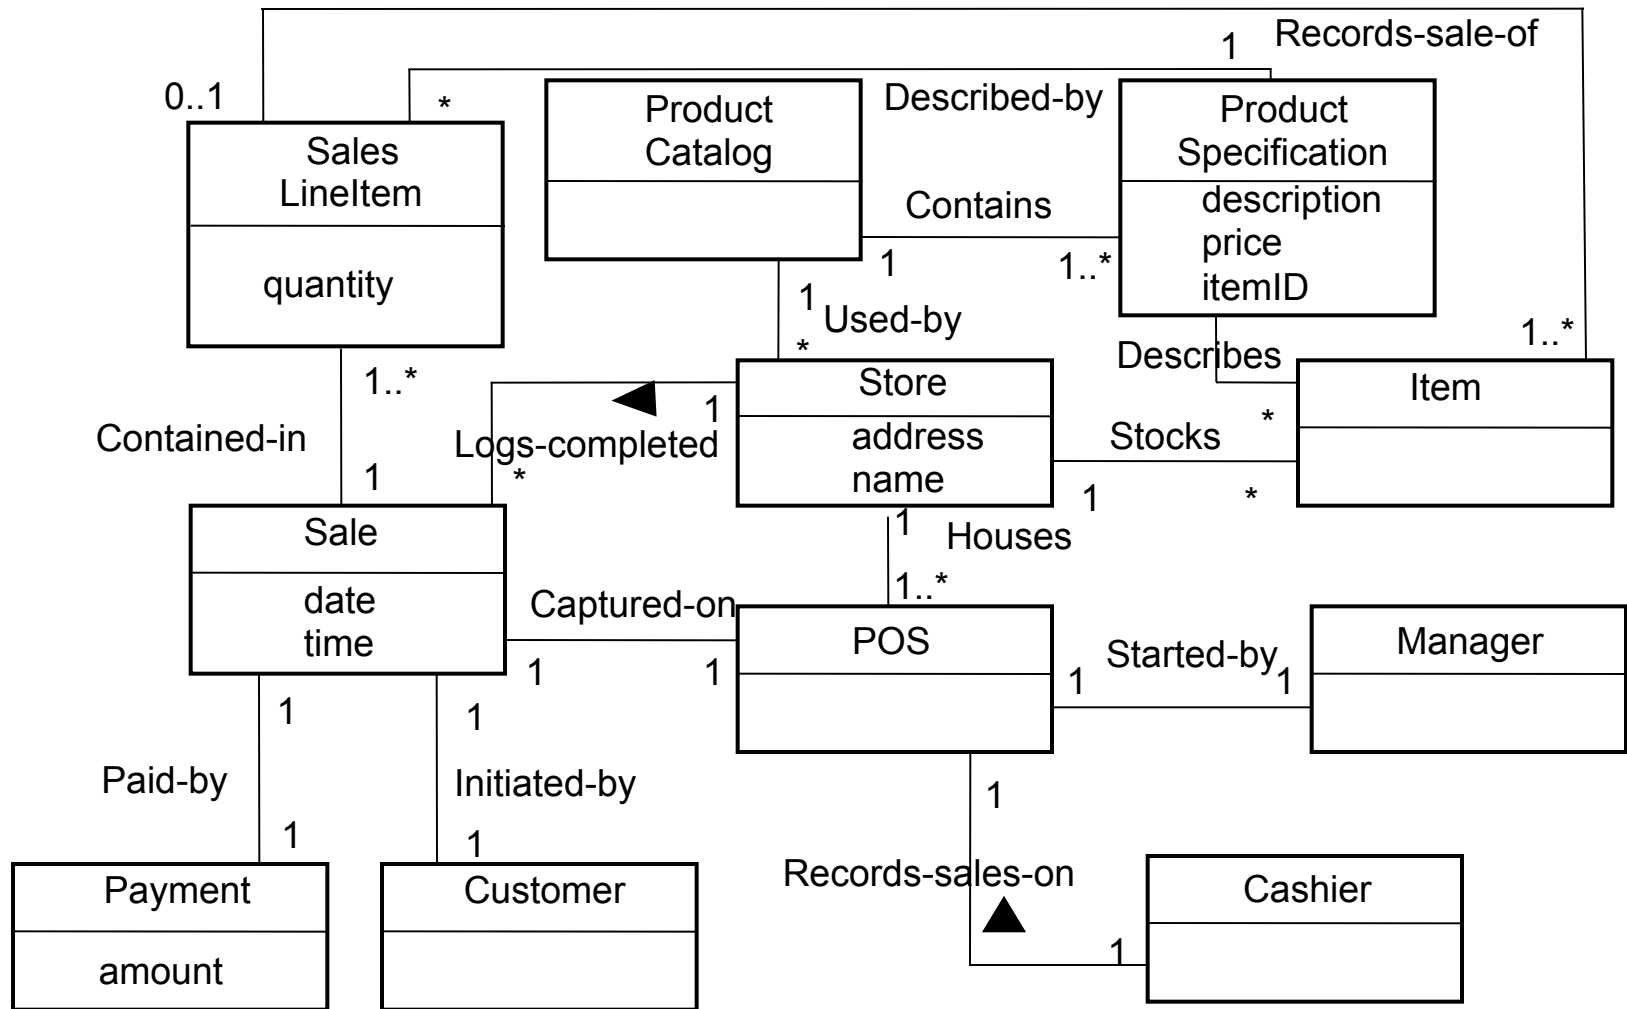 Records-sale-of
1
0..1
*
Described-by
Product
Catalog
Product
Specification
Sales
LineItem
description
price
itemID
Contains
1
1..*
quantity
1
Used-by
*
1..*
Describes
Store
Item
1..*
1
*
Contained-in
Logs-completed
address
name
Stocks
1
*
1
*
Sale
1
Houses
date
time
Captured-on
1..*
POS
Manager
1
1
Started-by
1
1
1
1
Paid-by
Initiated-by
1
1
1
Records-sales-on
Payment
Customer
Cashier
amount
1